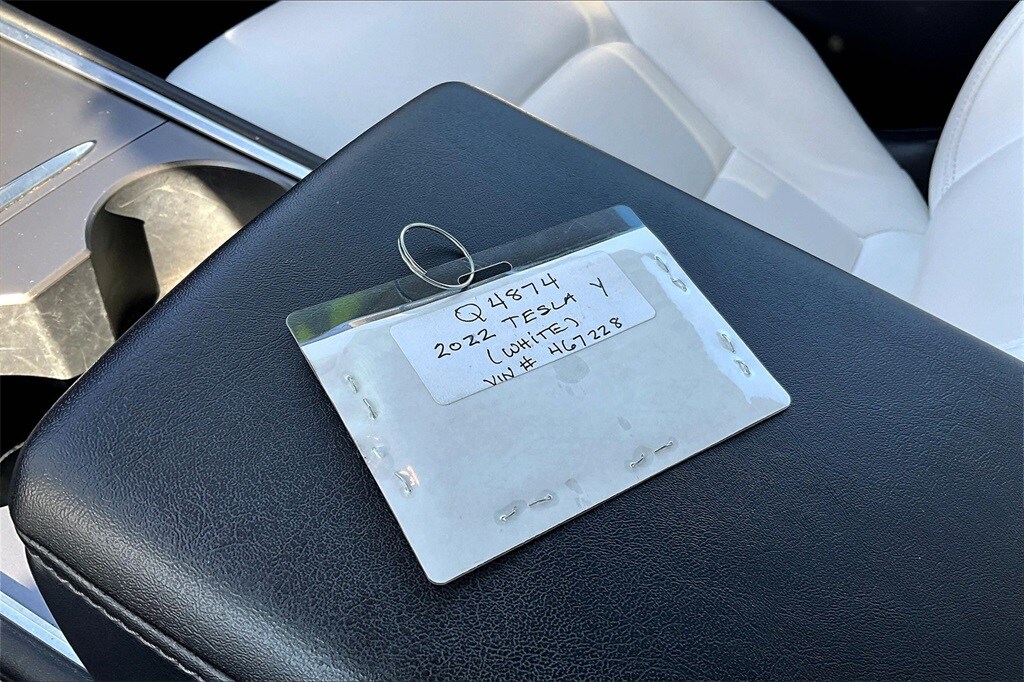 Q4874
2022 TESLA Y
(WHITE)
VIN # 467228